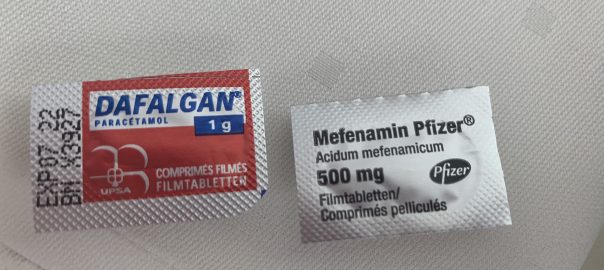 EXP 07 22
BN X3927
DAFALGAN®
PARACÉTAMOL
1 g
UPSA
COMPRIMÉS FILMÉS
FILMTABLETTEN
Mefenamin Pfizer®
Acidum mefenamicum
500 mg
Pfizer
Filmtabletten/
Comprimés pelliculés